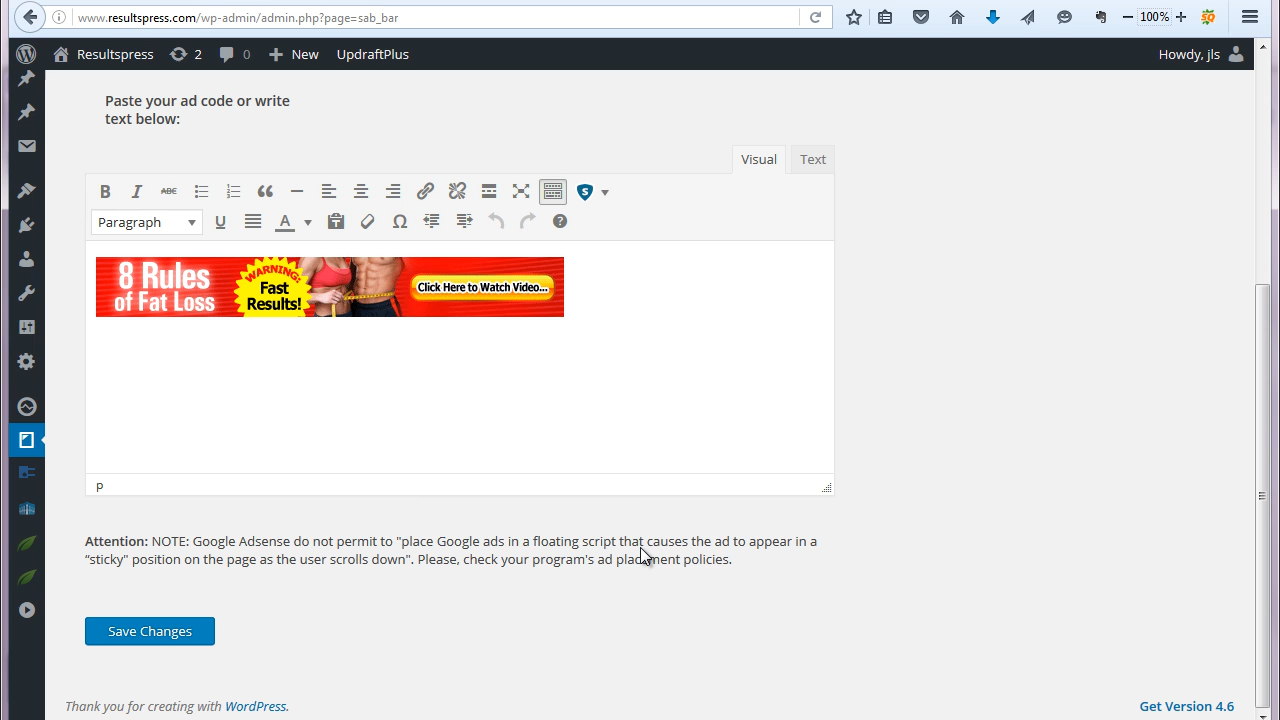 www.resultspress.com/wp-admin/admin.php?page=sab_bar
100%
Resultspress 2 0 New UpdraftPlus Howdy, jls
Paste your ad code or write
text below:
Visual Text
B I ABC
Paragraph U A Ω
8 Rules
of Fat Loss
WARNING:
Fast
Results!
Click Here to Watch Video...
p
Attention: NOTE: Google Adsense do not permit to "place Google ads in a floating script that causes the ad to appear in a
“sticky" position on the page as the user scrolls down". Please, check your program's ad placement policies.
Save Changes
Thank you for creating with WordPress. Get Version 4.6